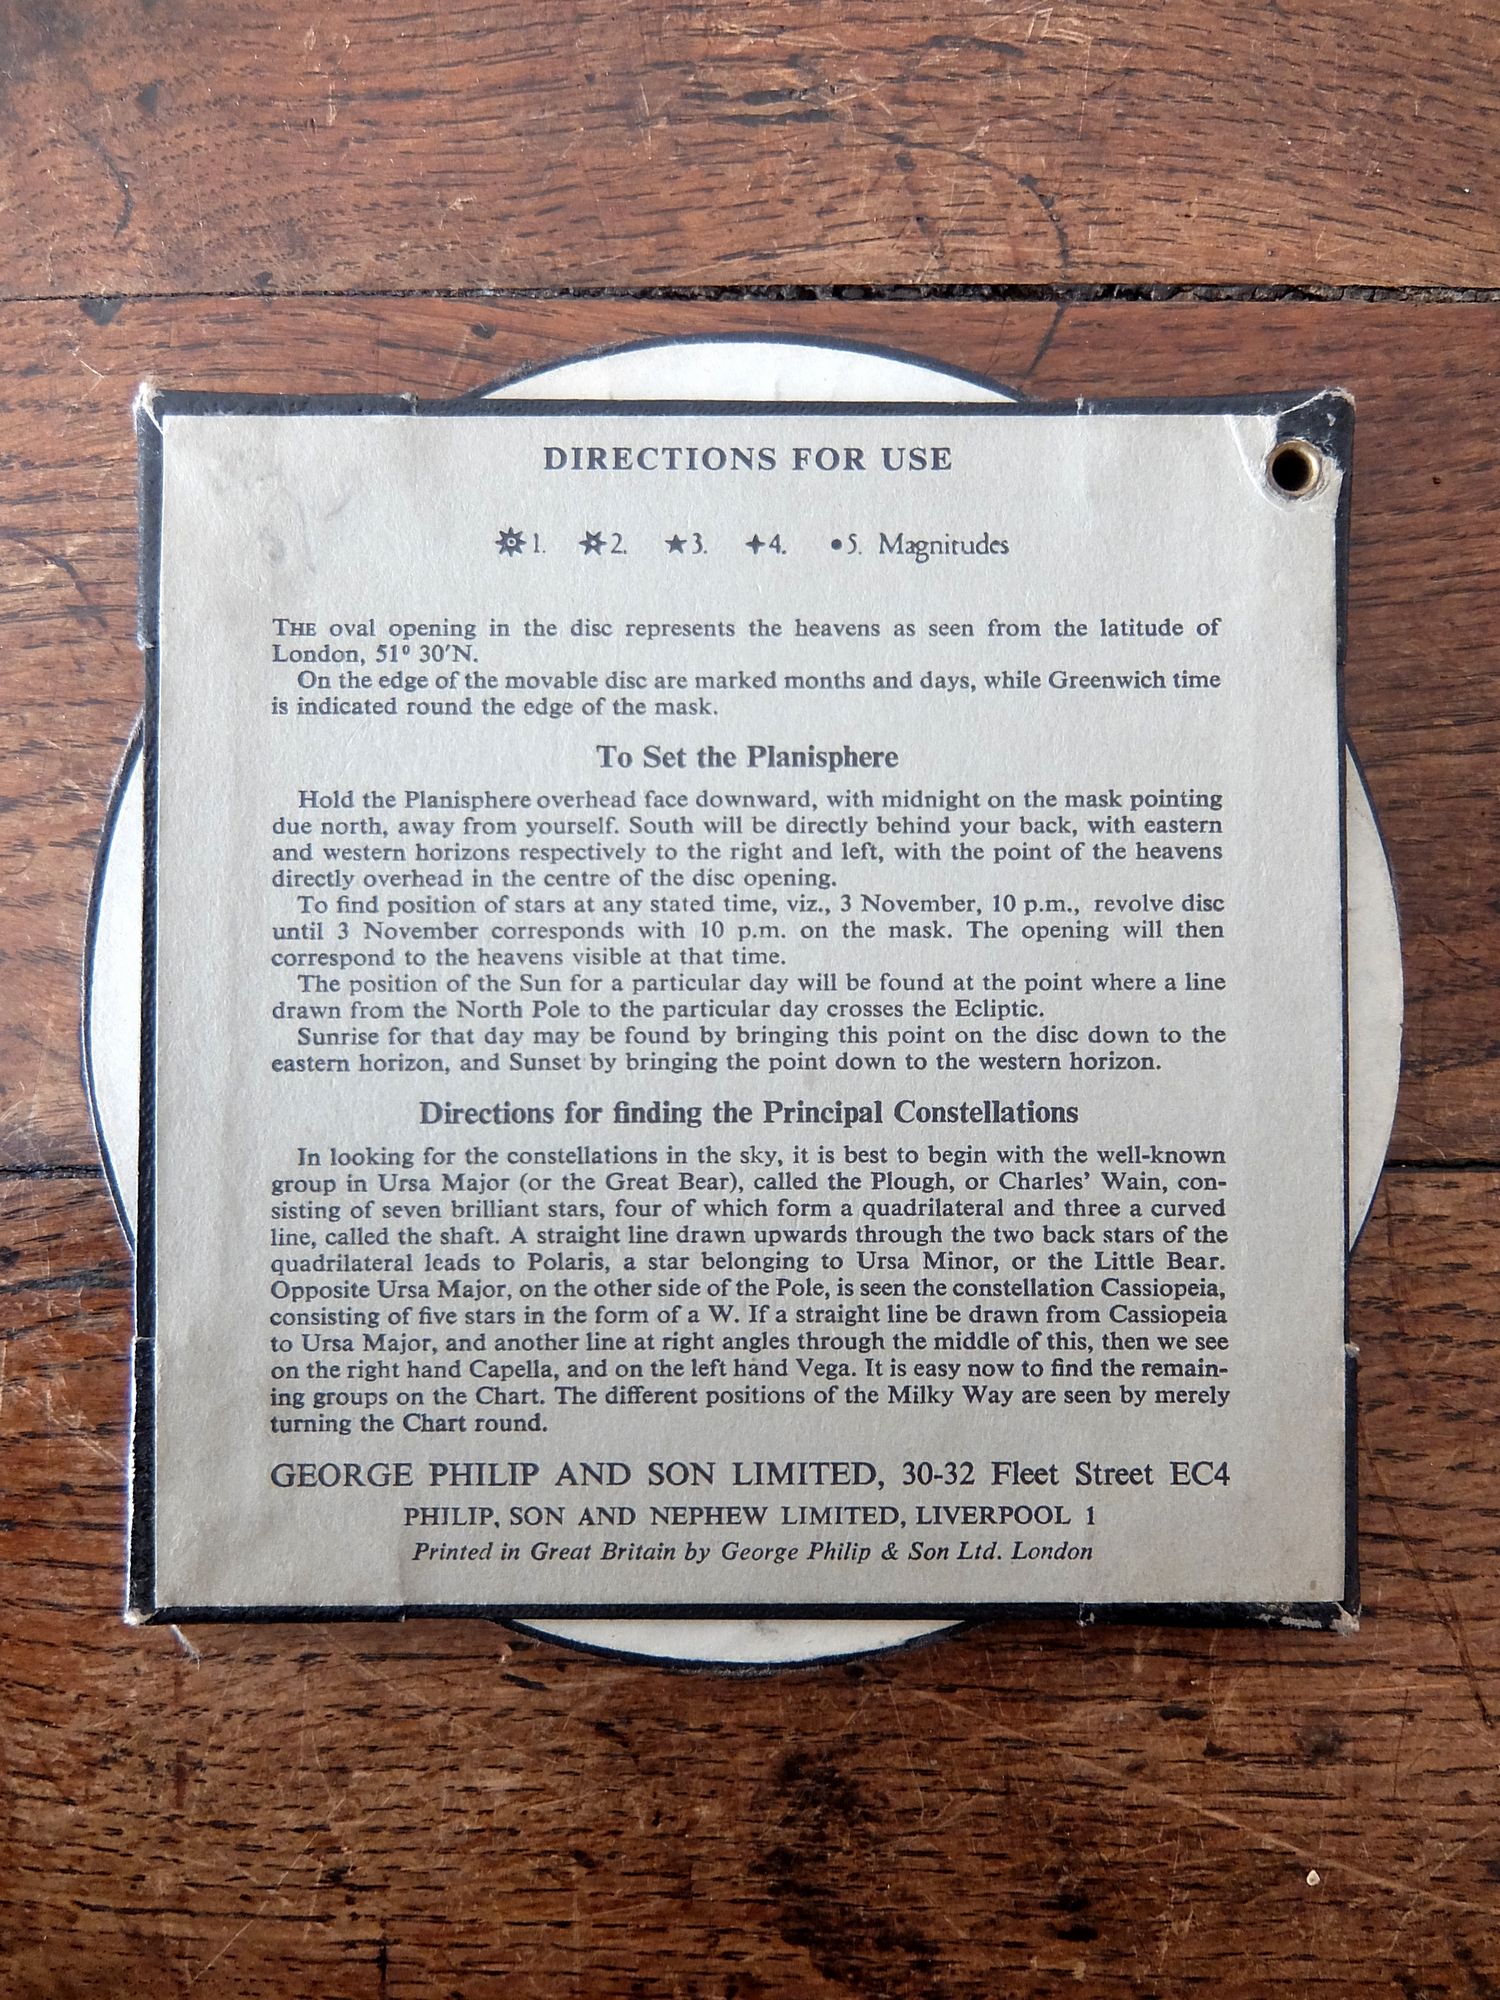 DIRECTIONS FOR USE
1. 2. 3. 4. 5. Magnitudes
THE oval opening in the disc represents the heavens as seen from the latitude of
London, 51º 30′N.
On the edge of the movable disc are marked months and days, while Greenwich time
is indicated round the edge of the mask.
To Set the Planisphere
Hold the Planisphere overhead face downward, with midnight on the mask pointing
due north, away from yourself. South will be directly behind your back, with eastern
and western horizons respectively to the right and left, with the point of the heavens
directly overhead in the centre of the disc opening.
To find position of stars at any stated time, viz., 3 November, 10 p.m., revolve disc
until 3 November corresponds with 10 p.m. on the mask. The opening will then
correspond to the heavens visible at that time.
The position of the Sun for a particular day will be found at the point where a line
drawn from the North Pole to the particular day crosses the Ecliptic.
Sunrise for that day may be found by bringing this point on the disc down to the
eastern horizon, and Sunset by bringing the point down to the western horizon.
Directions for finding the Principal Constellations
In looking for the constellations in the sky, it is best to begin with the well-known
group in Ursa Major (or the Great Bear), called the Plough, or Charles' Wain, con-
sisting of seven brilliant stars, four of which form a quadrilateral and three a curved
line, called the shaft. A straight line drawn upwards through the two back stars of the
quadrilateral leads to Polaris, a star belonging to Ursa Minor, or the Little Bear.
Opposite Ursa Major, on the other side of the Pole, is seen the constellation Cassiopeia,
consisting of five stars in the form of a W. If a straight line be drawn from Cassiopeia
to Ursa Major, and another line at right angles through the middle of this, then we see
on the right hand Capella, and on the left hand Vega. It is easy now to find the remain-
ing groups on the Chart. The different positions of the Milky Way are seen by merely
turning the Chart round.
GEORGE PHILIP AND SON LIMITED, 30-32 Fleet Street EC4
PHILIP, SON AND NEPHEW LIMITED, LIVERPOOL 1
Printed in Great Britain by George Philip & Son Ltd. London